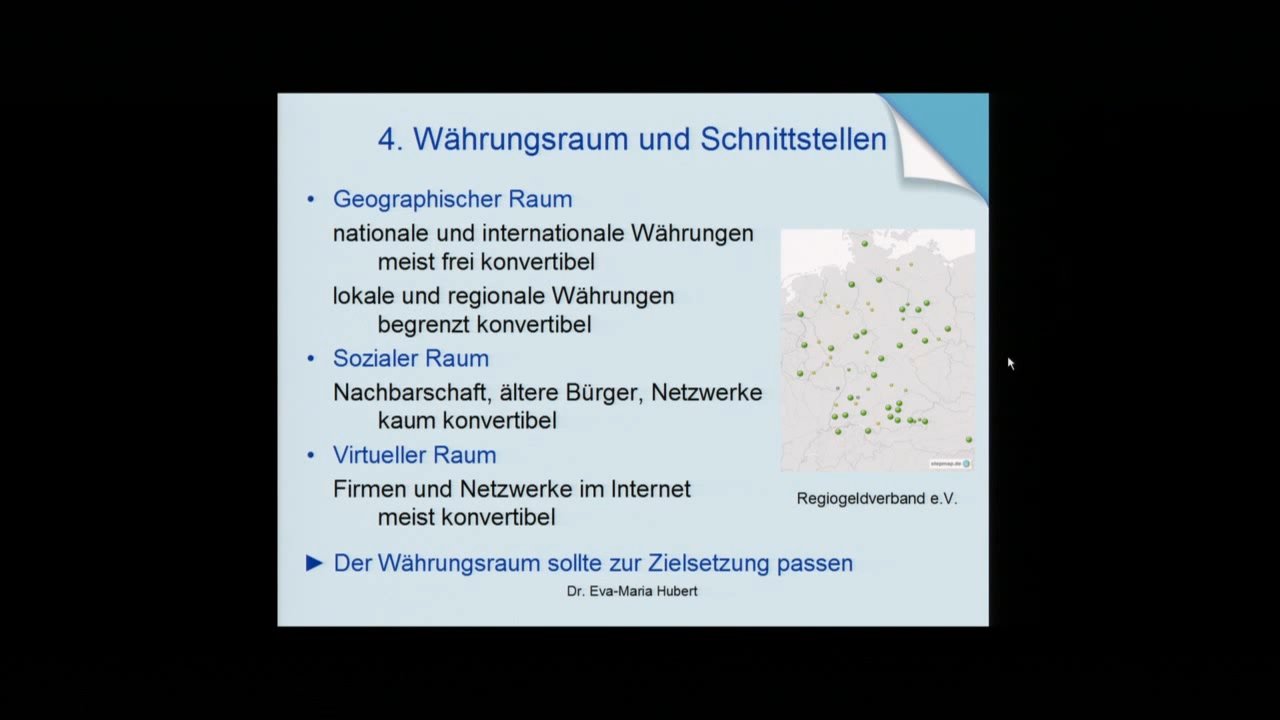 4. Währungsraum und Schnittstellen
• Geographischer Raum
nationale und internationale Währungen
meist frei konvertibel
lokale und regionale Währungen
begrenzt konvertibel
• Sozialer Raum
Nachbarschaft, ältere Bürger, Netzwerke
kaum konvertibel
• Virtueller Raum
Firmen und Netzwerke im Internet
meist konvertibel
stepmap.de
Regiogeldverband e.V.
► Der Währungsraum sollte zur Zielsetzung passen
Dr. Eva-Maria Hubert